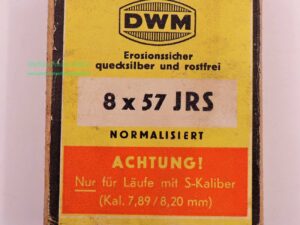 DWM
Erosionssicher
quecksilber und rostfrei
8 x 57 JRS
NORMALISIERT
ACHTUNG!
Nur für Läufe mit S-Kaliber
(Kal. 7,89 / 8,20 mm)